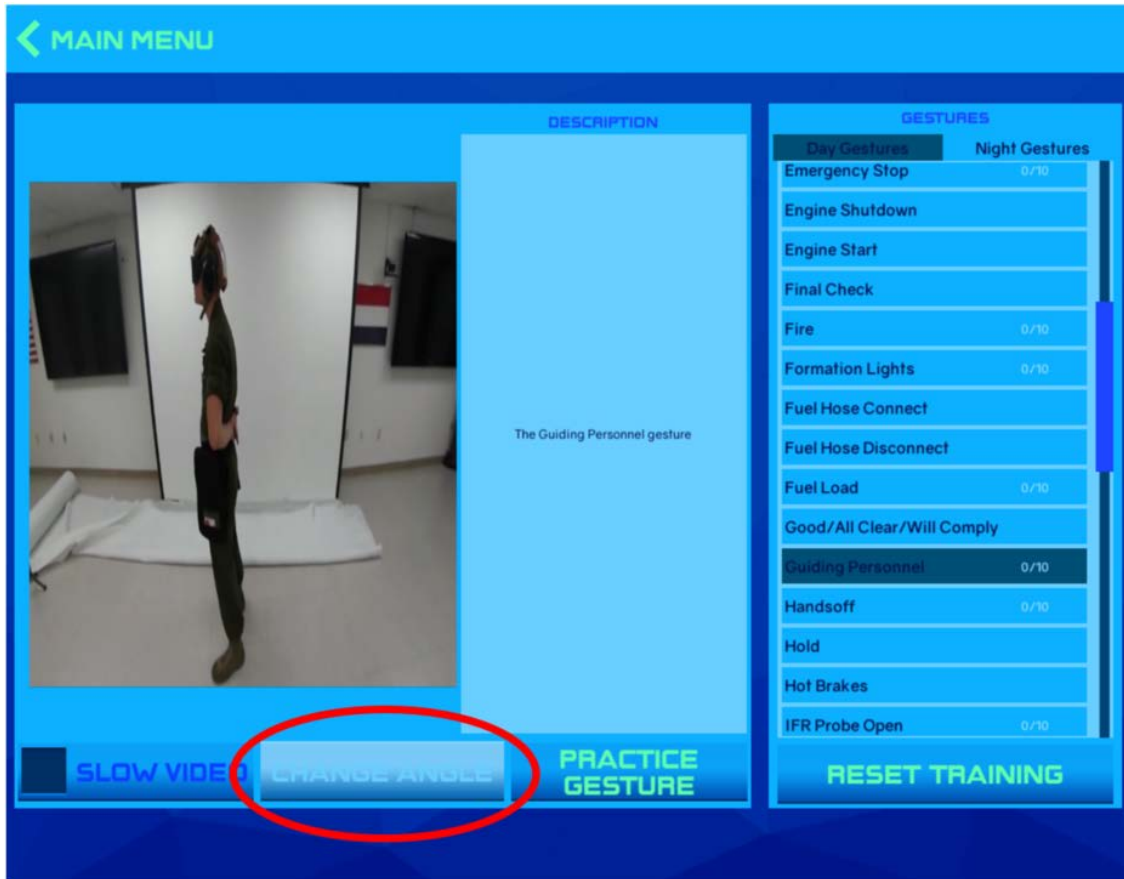 MAIN MENU
DESCRIPTION
The Guiding Personnel gesture
SLOW VIDEO
CHANGE ANGLE
PRACTICE
GESTURE
GESTURES
Day Gestures Night Gestures
Emergency Stop 0/10
Engine Shutdown
Engine Start
Final Check
Fire 0/10
Formation Lights 0/10
Fuel Hose Connect
Fuel Hose Disconnect
Fuel Load 0/10
Good/All Clear/Will Comply
Guiding Personnel 0/10
Handsoff 0/10
Hold
Hot Brakes
IFR Probe Open 0/10
RESET TRAINING